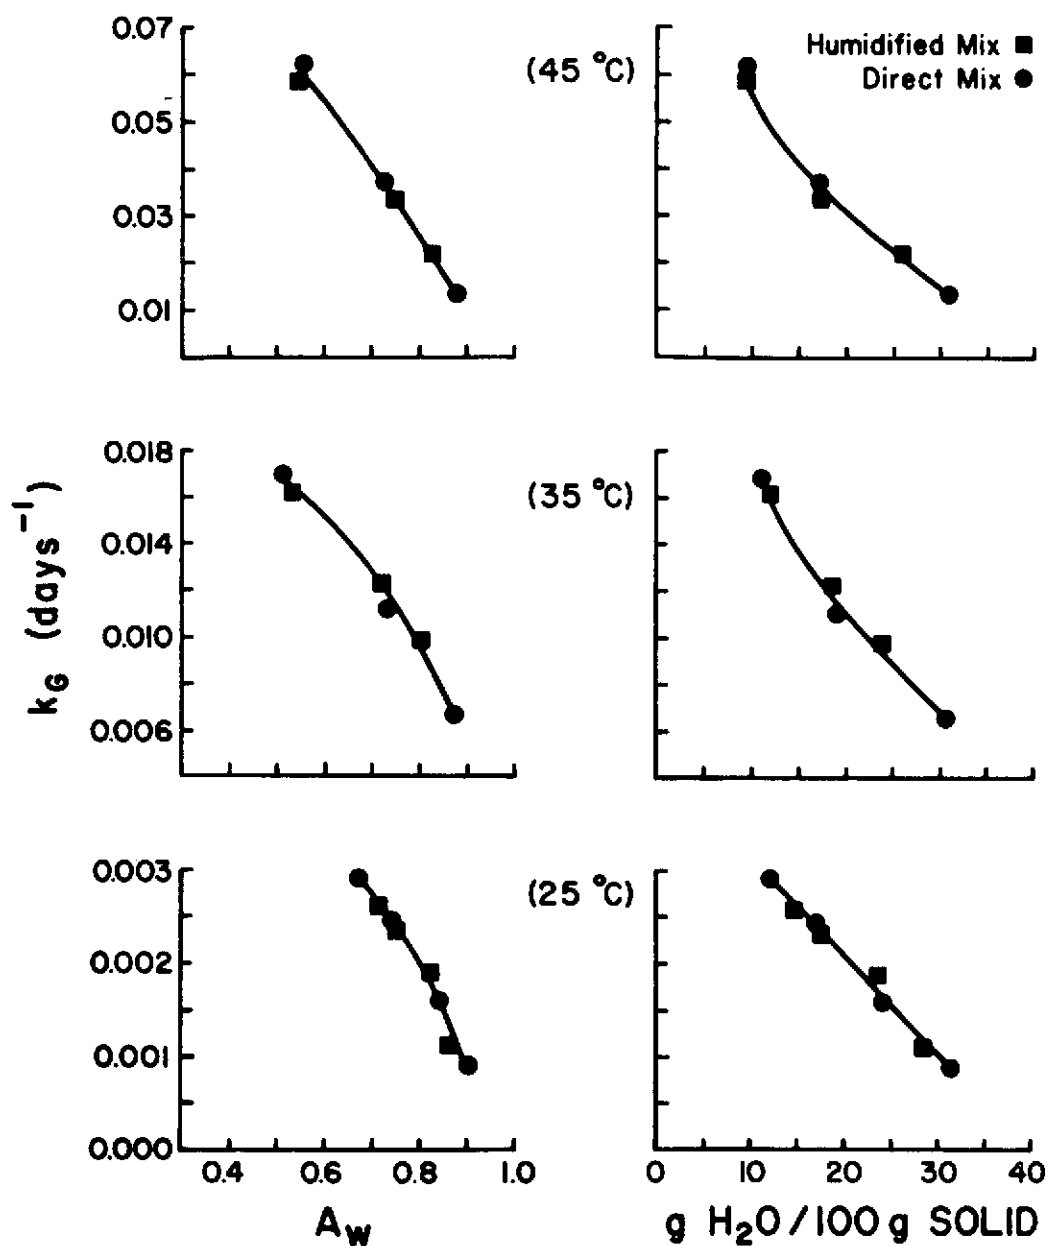 0.07
0.05
0.03
0.01
(45 °C)
Humidified Mix ■
Direct Mix ●
k_G (days⁻¹)
0.018
0.014
0.010
0.006
(35 °C)
0.003
0.002
0.001
0.000
(25 °C)
0.4 0.6 0.8 1.0
0 10 20 30 40
A_W
g H₂O/100 g SOLID